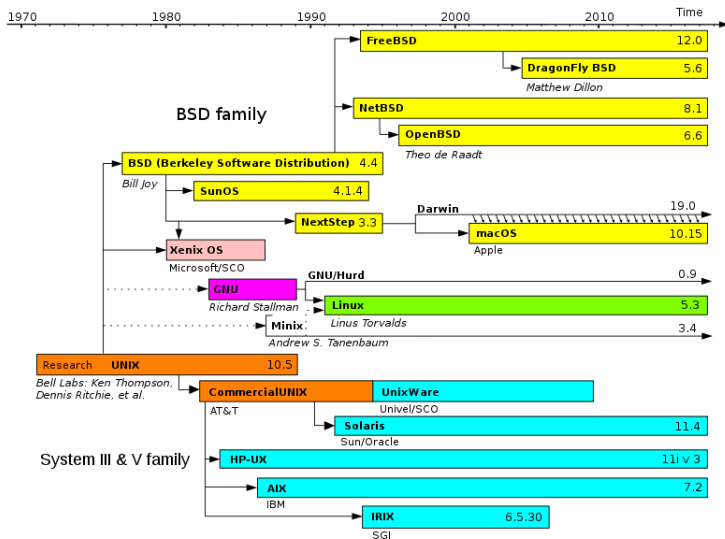 1970 1980 1990 2000 2010 Time
FreeBSD 12.0
DragonFly BSD 5.6
Matthew Dillon
BSD family
NetBSD 8.1
OpenBSD 6.6
Theo de Raadt
BSD (Berkeley Software Distribution) 4.4
Bill Joy
SunOS 4.1.4
Darwin 19.0
NextStep 3.3
macOS 10.15
Apple
Xenix OS
Microsoft/SCO
GNU/Hurd 0.9
GNU
Richard Stallman
Linux 5.3
Linus Torvalds
Minix 3.4
Andrew S. Tanenbaum
Research UNIX 10.5
Bell Labs: Ken Thompson,
Dennis Ritchie, et al.
CommercialUNIX
AT&T
UnixWare
Univel/SCO
Solaris 11.4
Sun/Oracle
System III & V family
HP-UX 11i v 3
AIX 7.2
IBM
IRIX 6.5.30
SGI